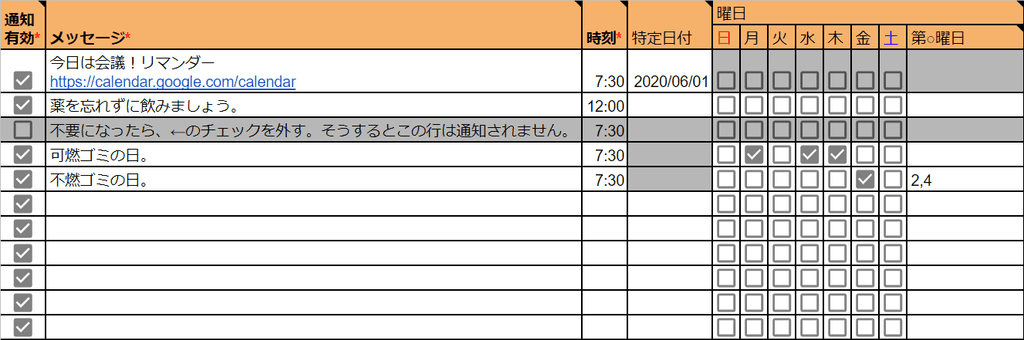 通知
有効*
メッセージ*
時刻*
特定日付
曜日
日 月 火 水 木 金 土 第○曜日
今日は会議！リマンダー
https://calendar.google.com/calendar
7:30 2020/06/01
薬を忘れずに飲みましょう。 12:00
不要になったら、←のチェックを外す。そうするとこの行は通知されません。 7:30
可燃ゴミの日。 7:30
不燃ゴミの日。 7:30 2,4